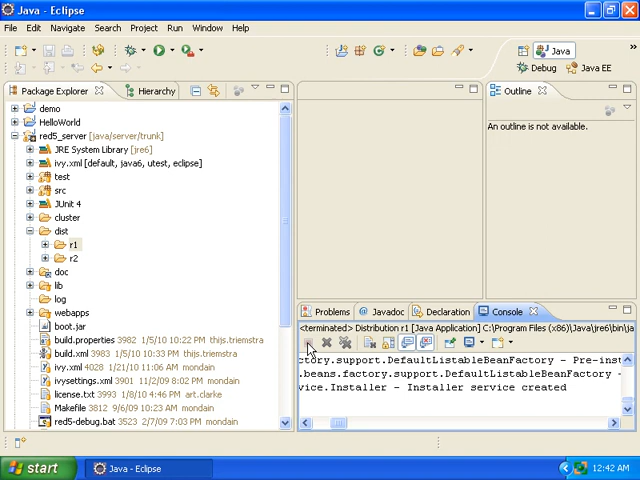 Java - Eclipse
File Edit Navigate Search Project Run Window Help
Java
Debug
Java EE
Package Explorer
Hierarchy
Outline
demo
An outline is not available.
HelloWorld
red5_server [java/server/trunk]
JRE System Library [jre6]
ivy.xml [default, java6, utest, eclipse]
test
src
JUnit 4
cluster
dist
r1
r2
doc
lib
log
webapps
boot.jar
build.properties 3982 1/5/10 10:22 PM thijs.triemstra
build.xml 3983 1/5/10 10:33 PM thijs.triemstra
ivy.xml 4028 1/21/10 11:06 AM mondain
ivysettings.xml 3901 11/2/09 8:02 PM mondain
license.txt 3993 1/8/10 4:46 PM art.clarke
Makefile 3812 9/6/09 10:23 AM mondain
red5-debug.bat 3523 2/7/09 7:03 PM mondain
Problems Javadoc Declaration Console
<terminated> Distribution r1 [Java Application] C:\Program Files (x86)\Java\jre6\bin\ja
ctory.support.DefaultListableBeanFactory - Pre-inst
.beans.factory.support.DefaultListableBeanFactory -
vice.Installer - Installer service created
start
Java - Eclipse
12:42 AM